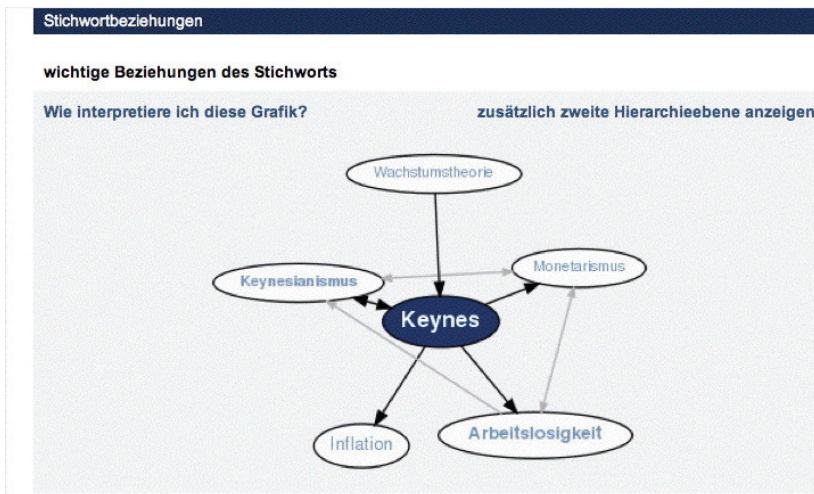 Stichwortbeziehungen
wichtige Beziehungen des Stichworts
Wie interpretiere ich diese Grafik? zusätzlich zweite Hierarchieebene anzeigen
Wachstumstheorie
Monetarismus
Keynesianismus
Keynes
Arbeitslosigkeit
Inflation